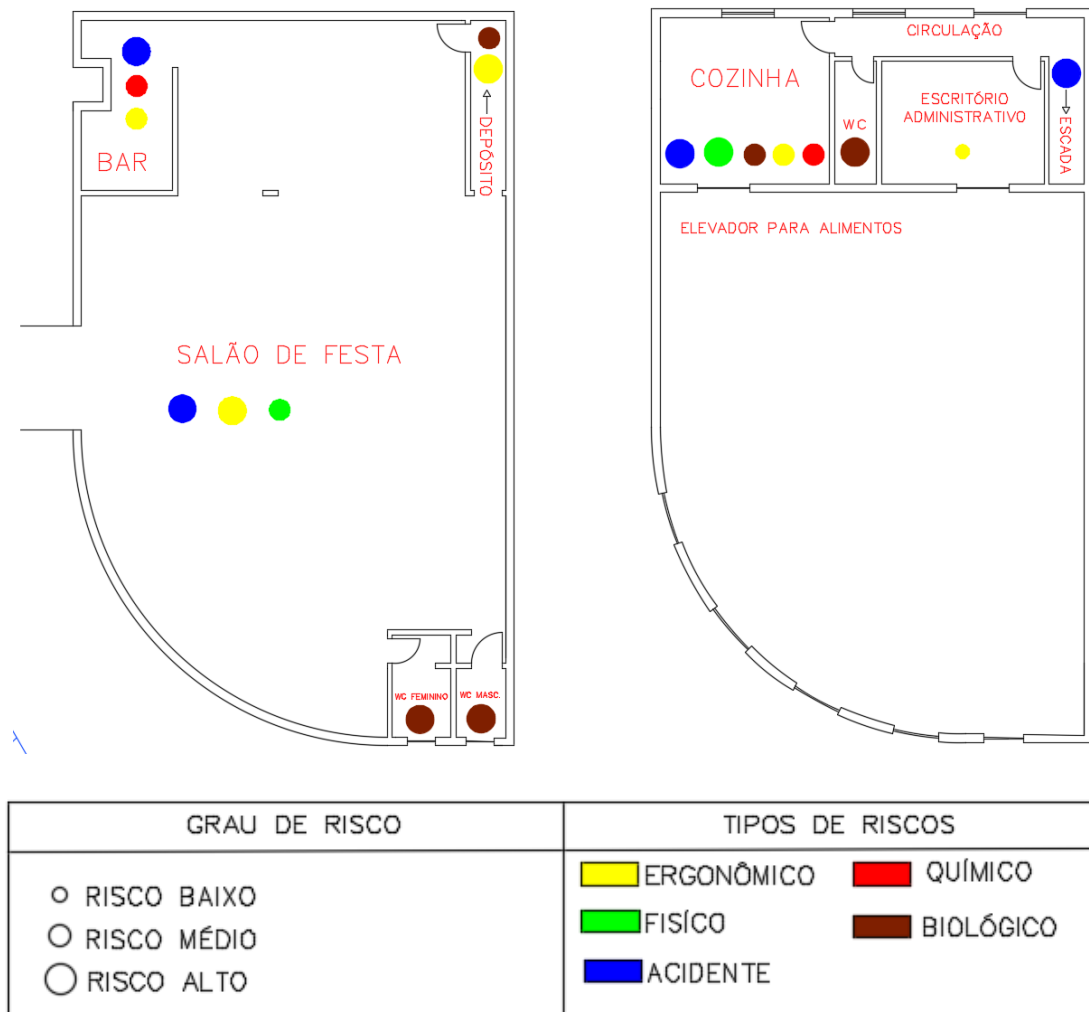 BAR
DEPÓSITO
SALÃO DE FESTA
WC FEMININO
WC MASC.
CIRCULAÇÃO
COZINHA
WC
ESCRITÓRIO
ADMINISTRATIVO
ESCADA
ELEVADOR PARA ALIMENTOS
GRAU DE RISCO
RISCO BAIXO
RISCO MÉDIO
RISCO ALTO
TIPOS DE RISCOS
ERGONÔMICO
QUÍMICO
FISÍCO
BIOLÓGICO
ACIDENTE